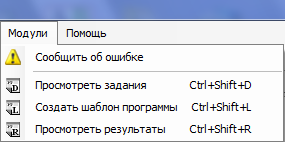 Модули Помощь
Сообщить об ошибке
Просмотреть задания Ctrl+Shift+D
Создать шаблон программы Ctrl+Shift+L
Просмотреть результаты Ctrl+Shift+R